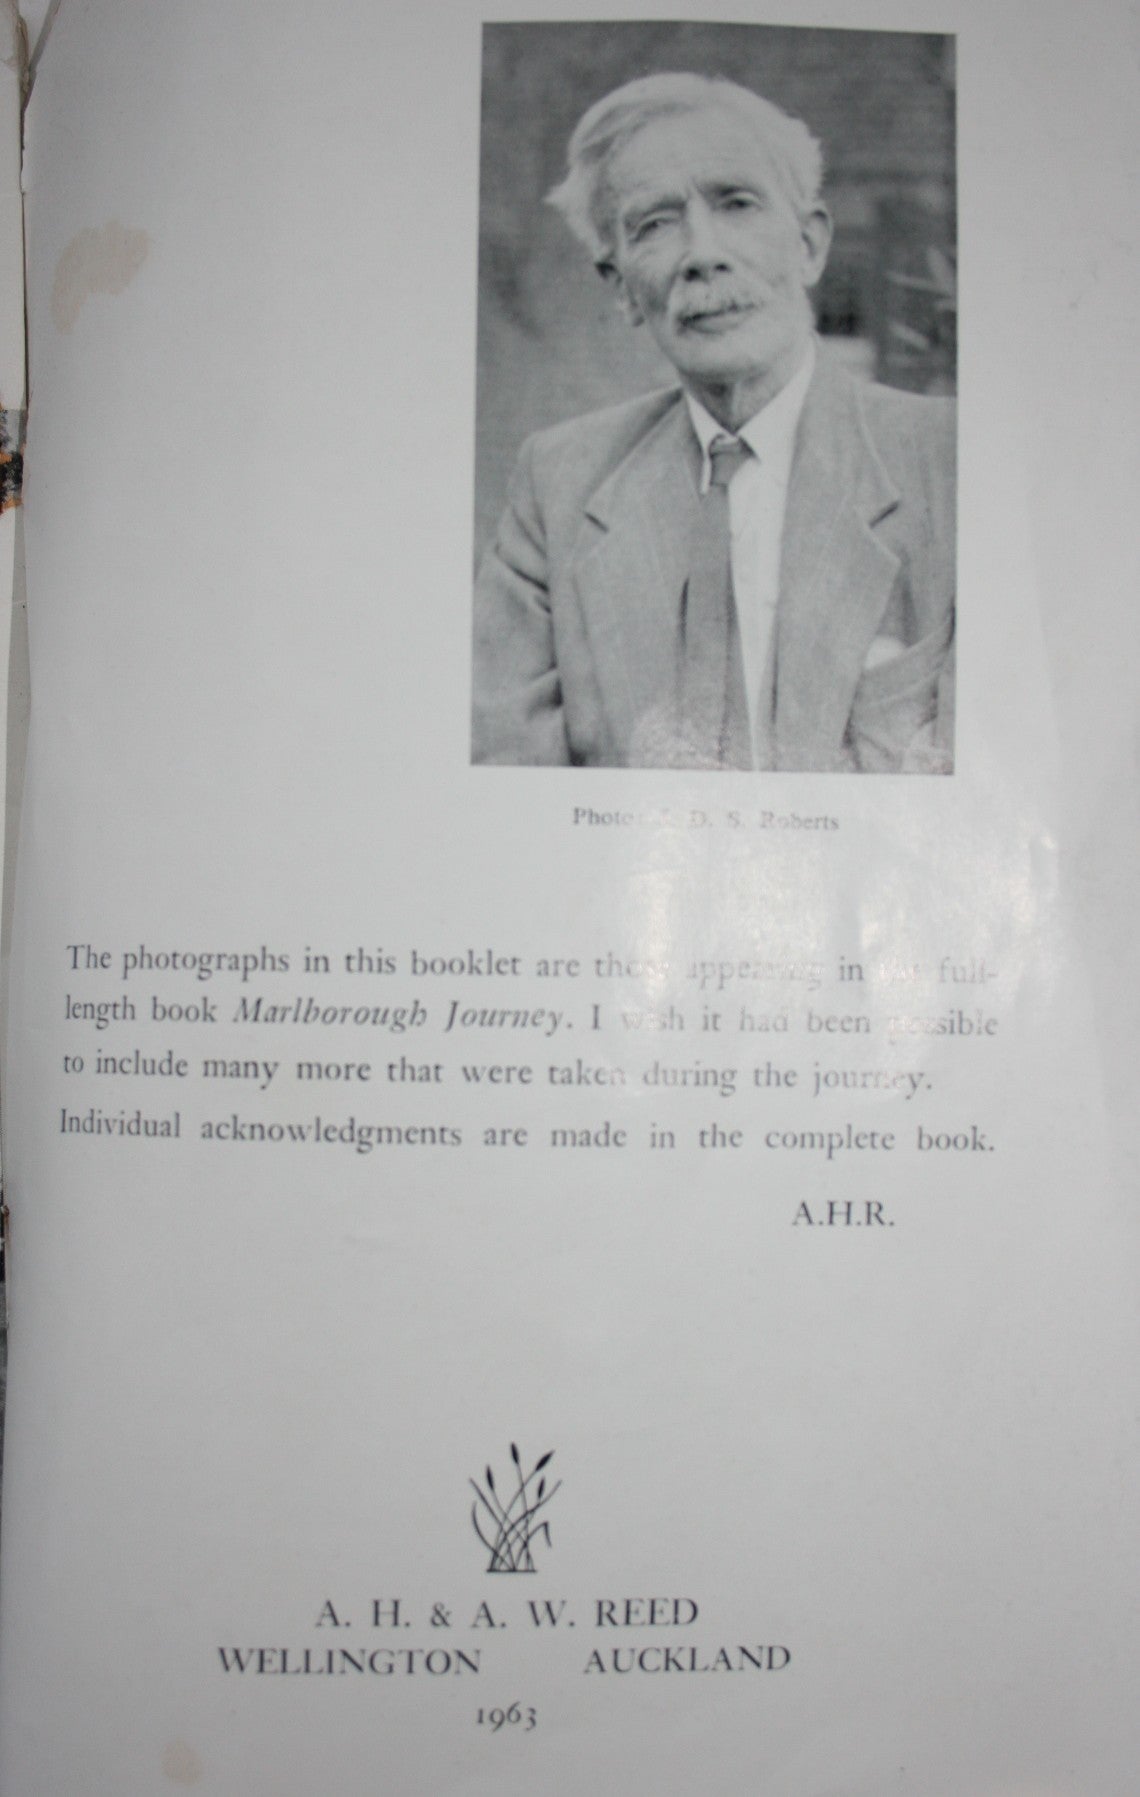 Photo: D. S. Roberts
The photographs in this booklet are those appearing in the full-
length book Marlborough Journey. I wish it had been possible
to include many more that were taken during the journey.
Individual acknowledgments are made in the complete book.
A.H.R.
A. H. & A. W. REED
WELLINGTON AUCKLAND
1963